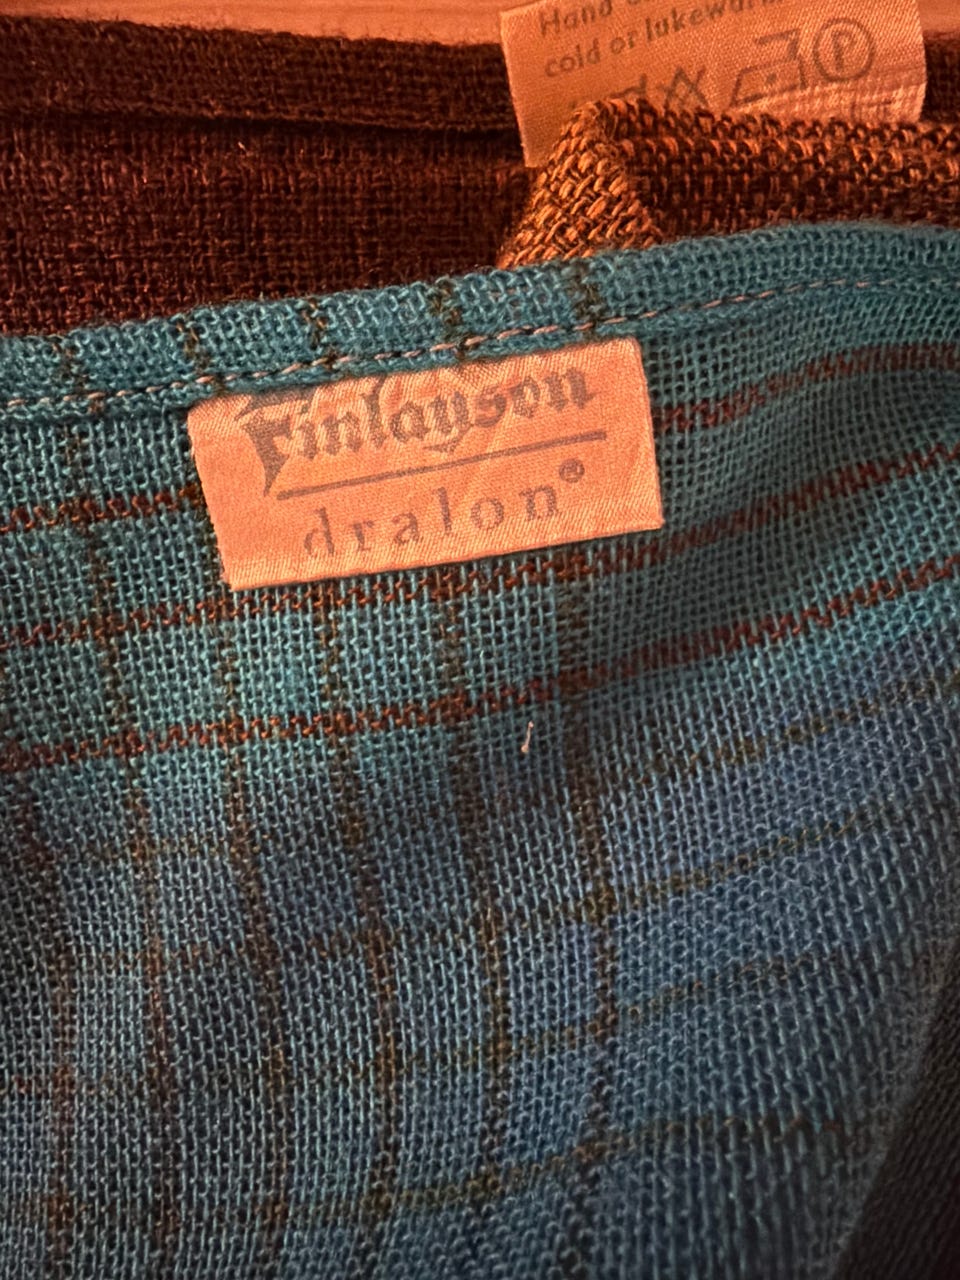 Hand
cold or lukewarm
P
Finlayson
dralon®